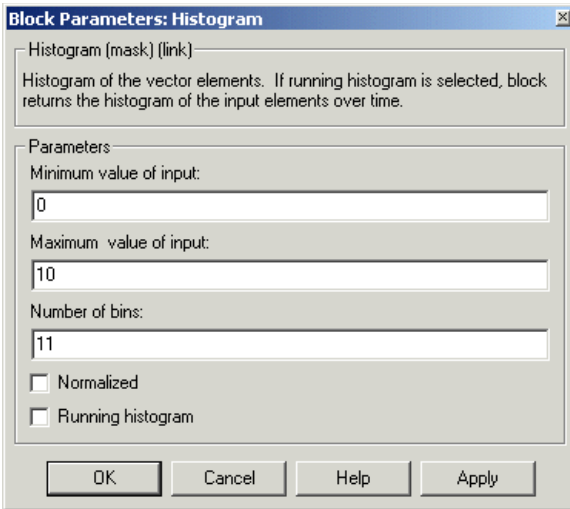 Block Parameters: Histogram
Histogram (mask) (link)
Histogram of the vector elements. If running histogram is selected, block
returns the histogram of the input elements over time.
Parameters
Minimum value of input:
0
Maximum value of input:
10
Number of bins:
11
Normalized
Running histogram
OK Cancel Help Apply